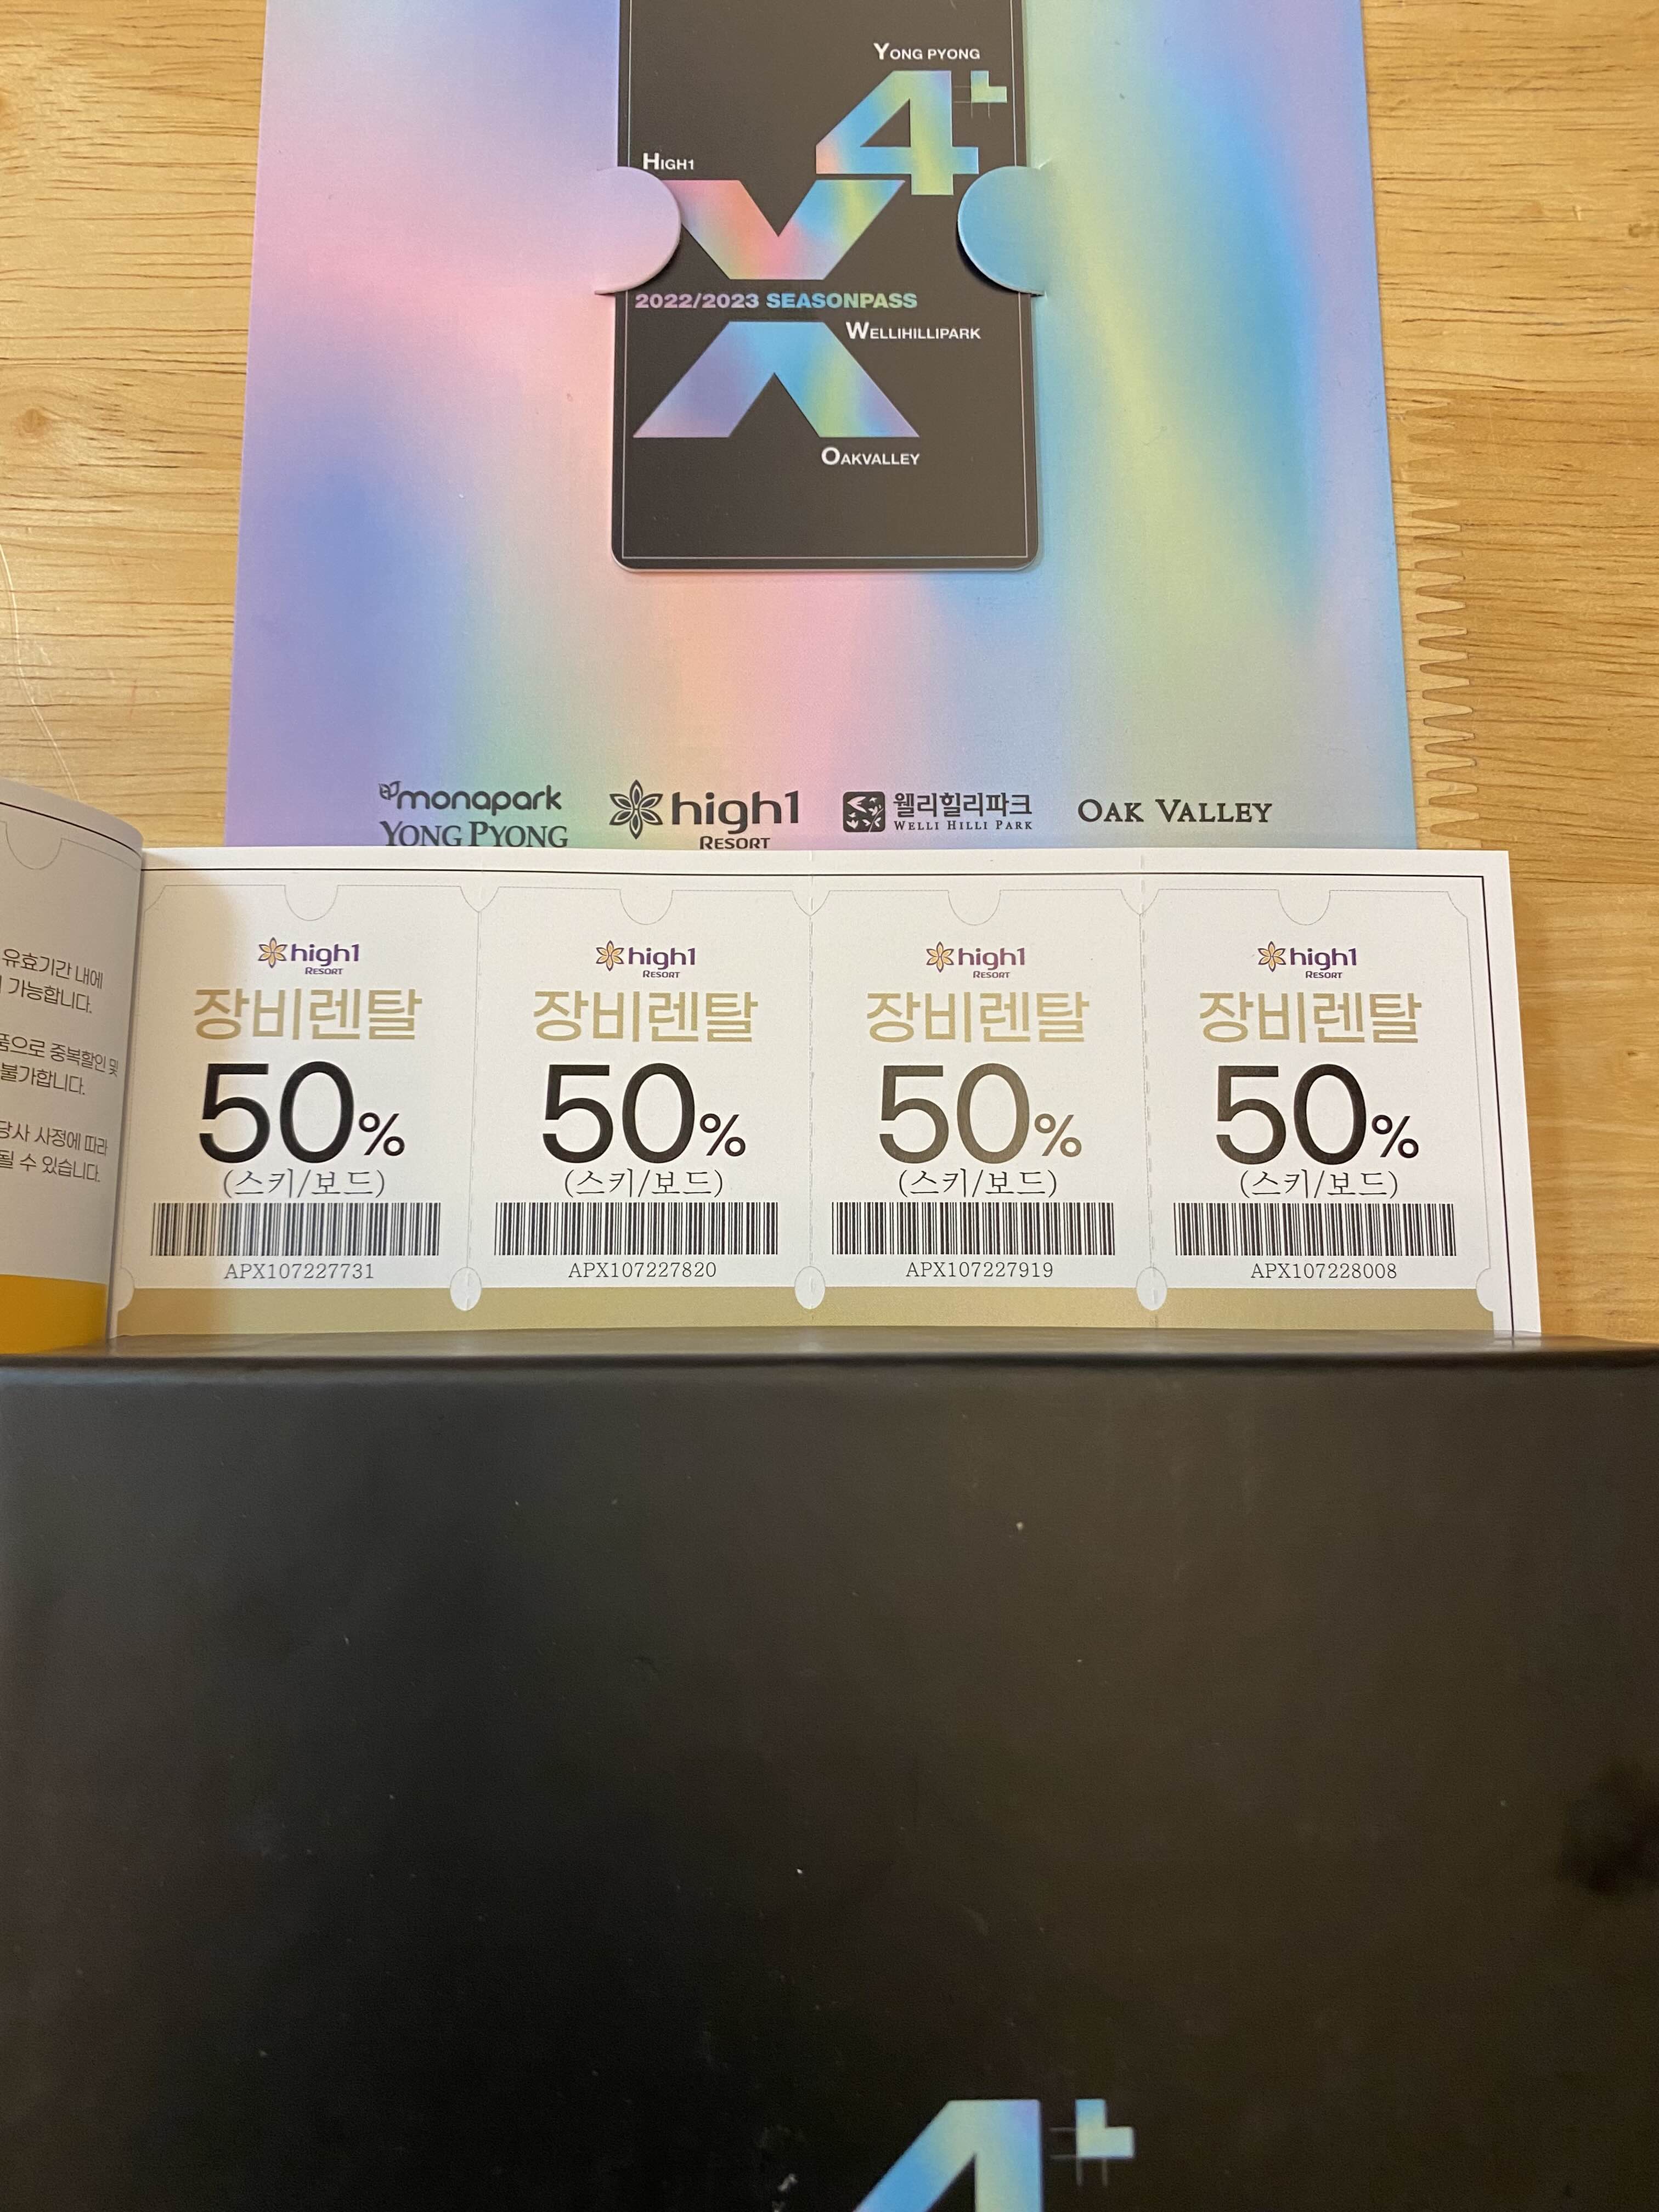 YONG PYONG
4+
HIGH1
X
2022/2023 SEASONPASS
WELLIHILLIPARK
OAKVALLEY
monapark
YONG PYONG
high1
RESORT
웰리힐리파크
WELLI HILLI PARK
OAK VALLEY
유효기간 내에
가능합니다.
품으로 중복할인 및
불가합니다.
당사 사정에 따라
될 수 있습니다.
high1
RESORT
장비렌탈
50%
(스키/보드)
APX107227731
high1
RESORT
장비렌탈
50%
(스키/보드)
APX107227820
high1
RESORT
장비렌탈
50%
(스키/보드)
APX107227919
high1
RESORT
장비렌탈
50%
(스키/보드)
APX107228008
4+